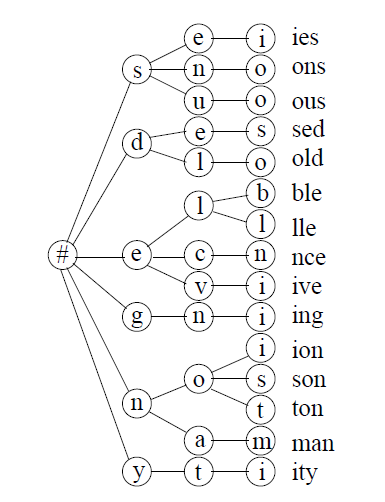 e i ies
s n o ons
u o ous
d e s sed
l o old
b ble
l
l lle
# e c n nce
v i ive
g n i ing
i ion
o s son
n t ton
a m man
y t i ity